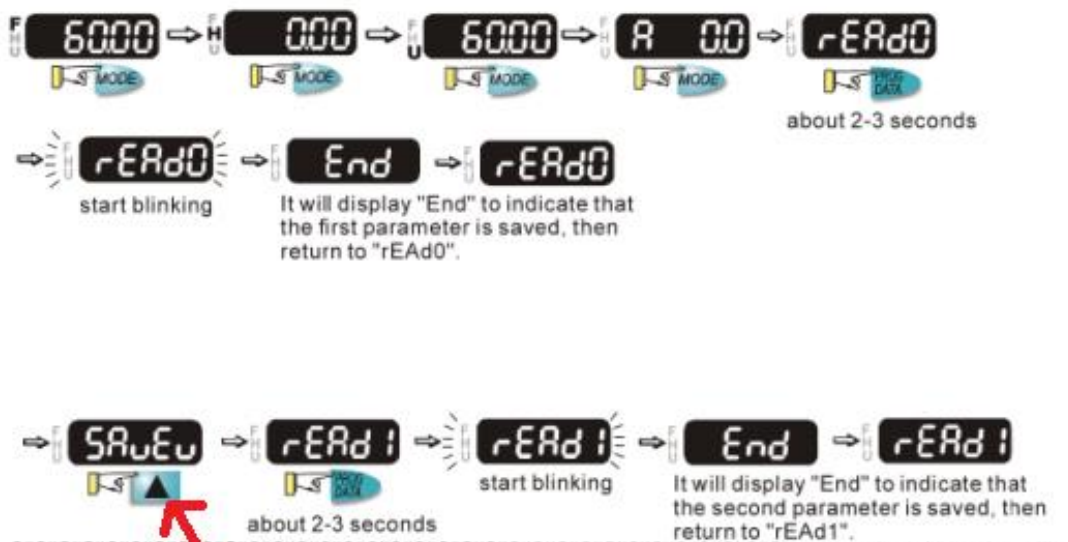 F H U 60.00 ⇨ F H U 0.00 ⇨ F H U 60.00 ⇨ F H U A 0.0 ⇨ F H U rEAd0
MODE MODE MODE MODE PROG DATA
about 2-3 seconds
⇨ F H U rEAd0 ⇨ F H U End ⇨ F H U rEAd0
start blinking
It will display "End" to indicate that
the first parameter is saved, then
return to "rEAd0".
⇨ F H U SAvEv ⇨ F H U rEAd1 ⇨ F H U rEAd1 ⇨ F H U End ⇨ F H U rEAd1
PROG DATA
about 2-3 seconds
start blinking
It will display "End" to indicate that
the second parameter is saved, then
return to "rEAd1".